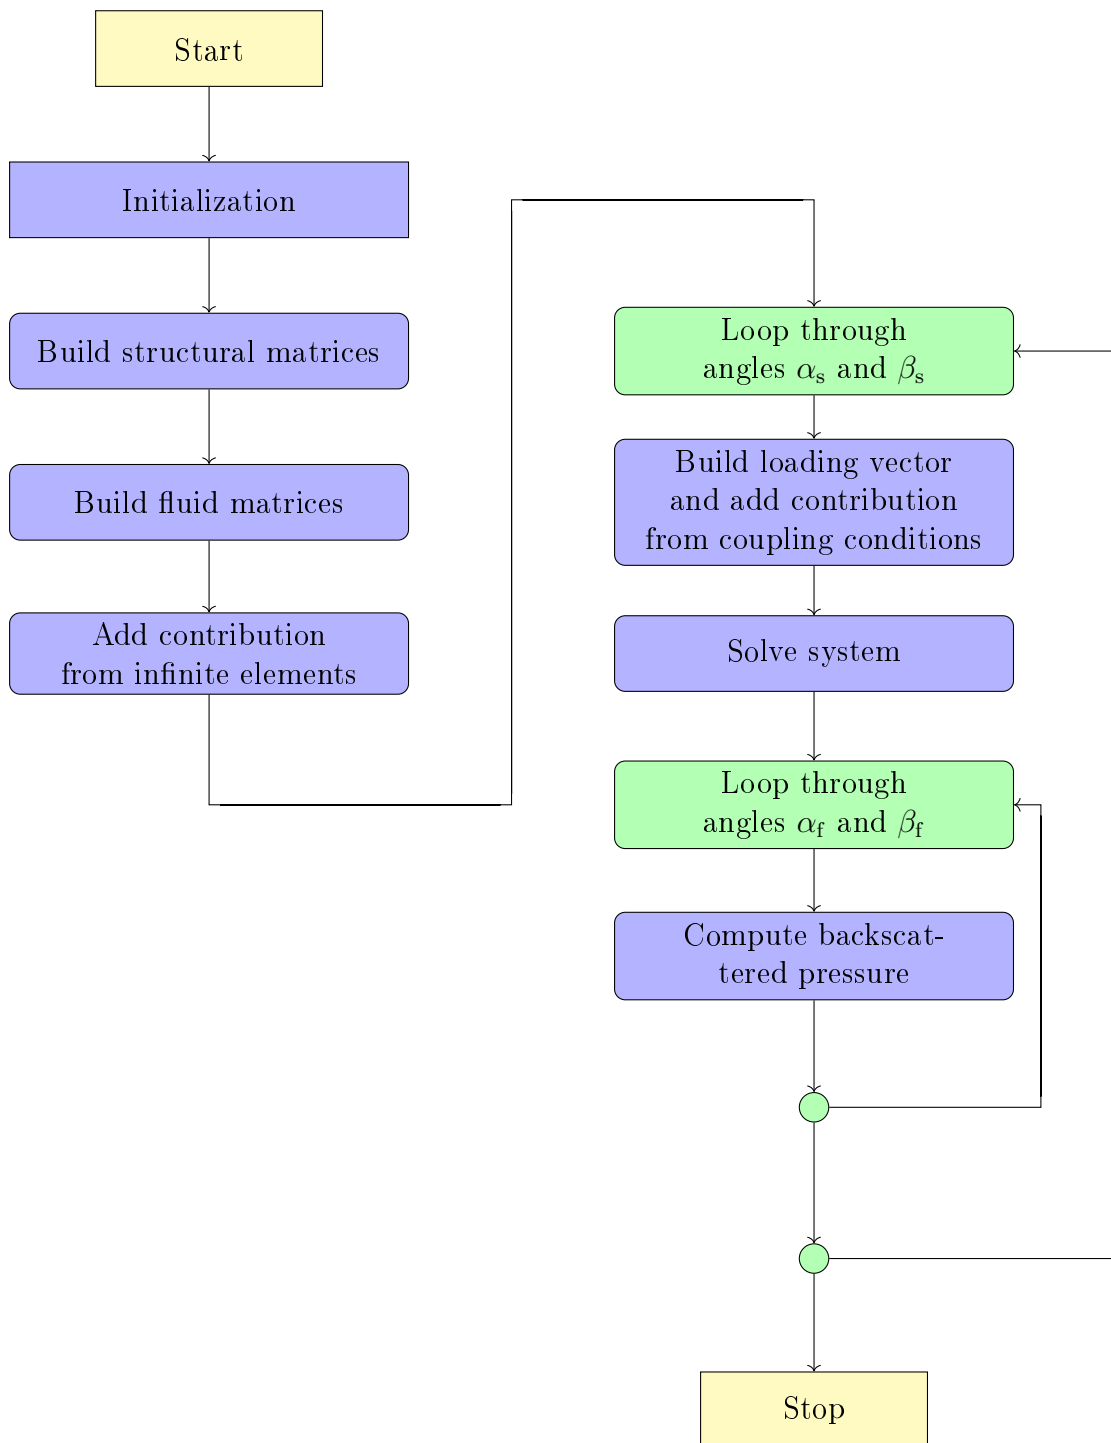 Start
Initialization
Build structural matrices
Build fluid matrices
Add contribution
from infinite elements
Loop through
angles αs and βs
Build loading vector
and add contribution
from coupling conditions
Solve system
Loop through
angles αf and βf
Compute backscat-
tered pressure
Stop